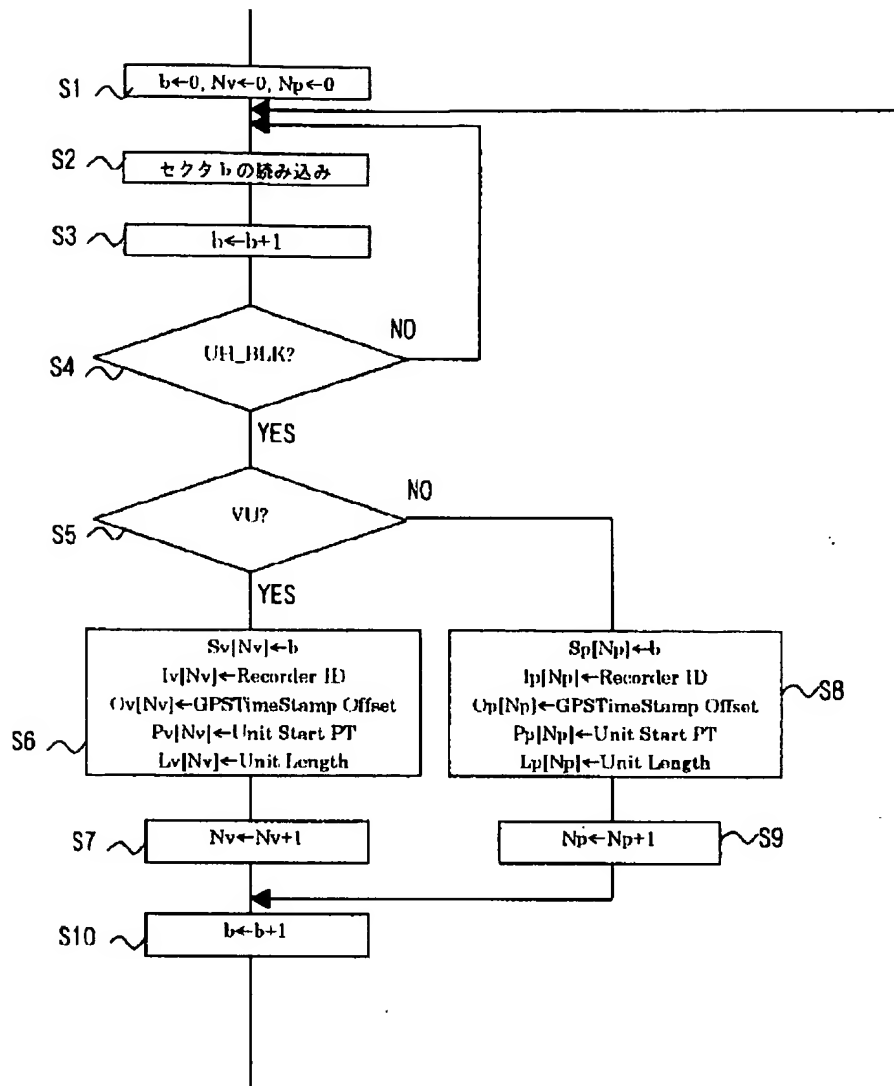 S1
b←0, Nv←0, Np←0
S2
セクタ b の読み込み
S3
b←b+1
S4
UH_BLK?
NO
YES
S5
VU?
NO
YES
S6
Sv[Nv]←b
Iv[Nv]←Recorder ID
Ov[Nv]←GPSTimeStamp Offset
Pv[Nv]←Unit Start PT
Lv[Nv]←Unit Length
Sp[Np]←b
Ip[Np]←Recorder ID
Op[Np]←GPSTimeStamp Offset
Pp[Np]←Unit Start PT
Lp[Np]←Unit Length
S8
S7
Nv←Nv+1
Np←Np+1
S9
S10
b←b+1